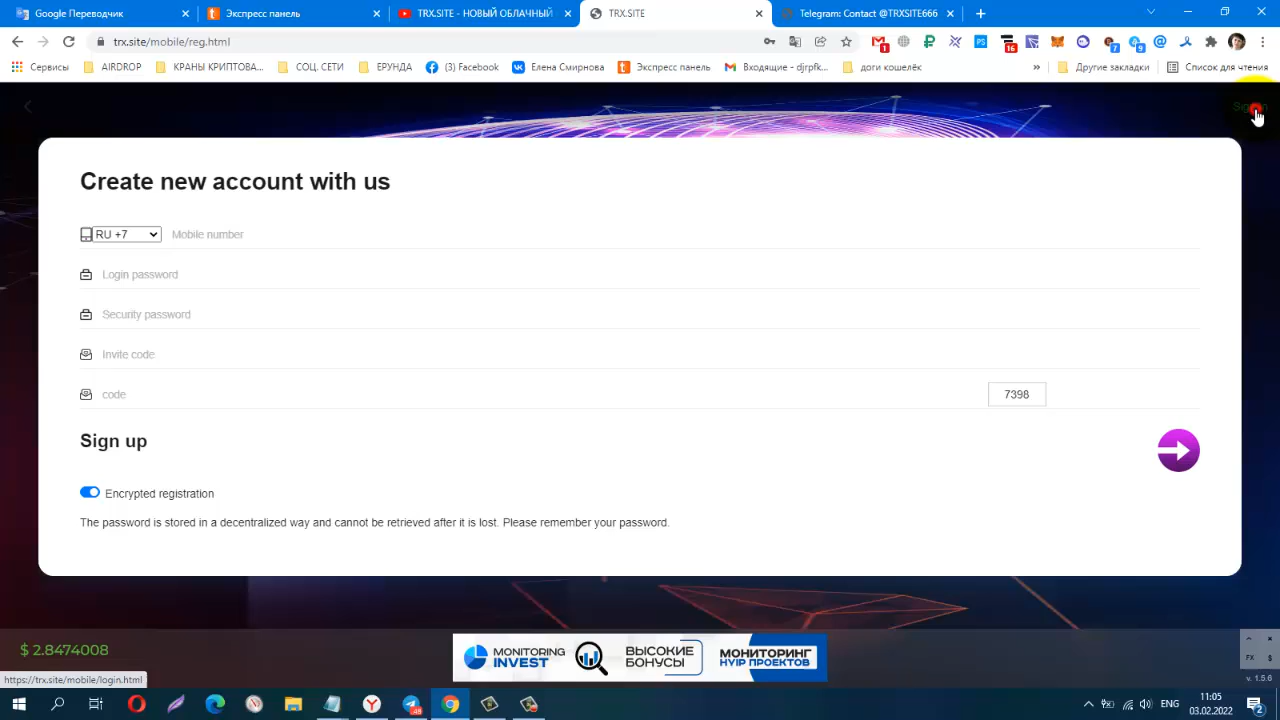 Google Переводчик
Экспресс панель
TRX.SITE - НОВЫЙ ОБЛАЧНЫЙ
TRX.SITE
Telegram: Contact @TRXSITE666
trx.site/mobile/reg.html
Сервисы
AIRDROP
КРАНЫ КРИПТОВА...
СОЦ. СЕТИ
ЕРУНДА
(3) Facebook
Елена Смирнова
Экспресс панель
Входящие - djrpfk...
доги кошелёк
»
Другие закладки
Список для чтения
Create new account with us
RU +7
Mobile number
Login password
Security password
Invite code
code
7398
Sign up
Encrypted registration
The password is stored in a decentralized way and cannot be retrieved after it is lost. Please remember your password.
$ 2.8474008
MONITORING
INVEST
ВЫСОКИЕ
БОНУСЫ
МОНИТОРИНГ
HYIP ПРОЕКТОВ
FX $
v. 1.5.6
https://trx.site/mobile/login.html
ENG
11:05
03.02.2022